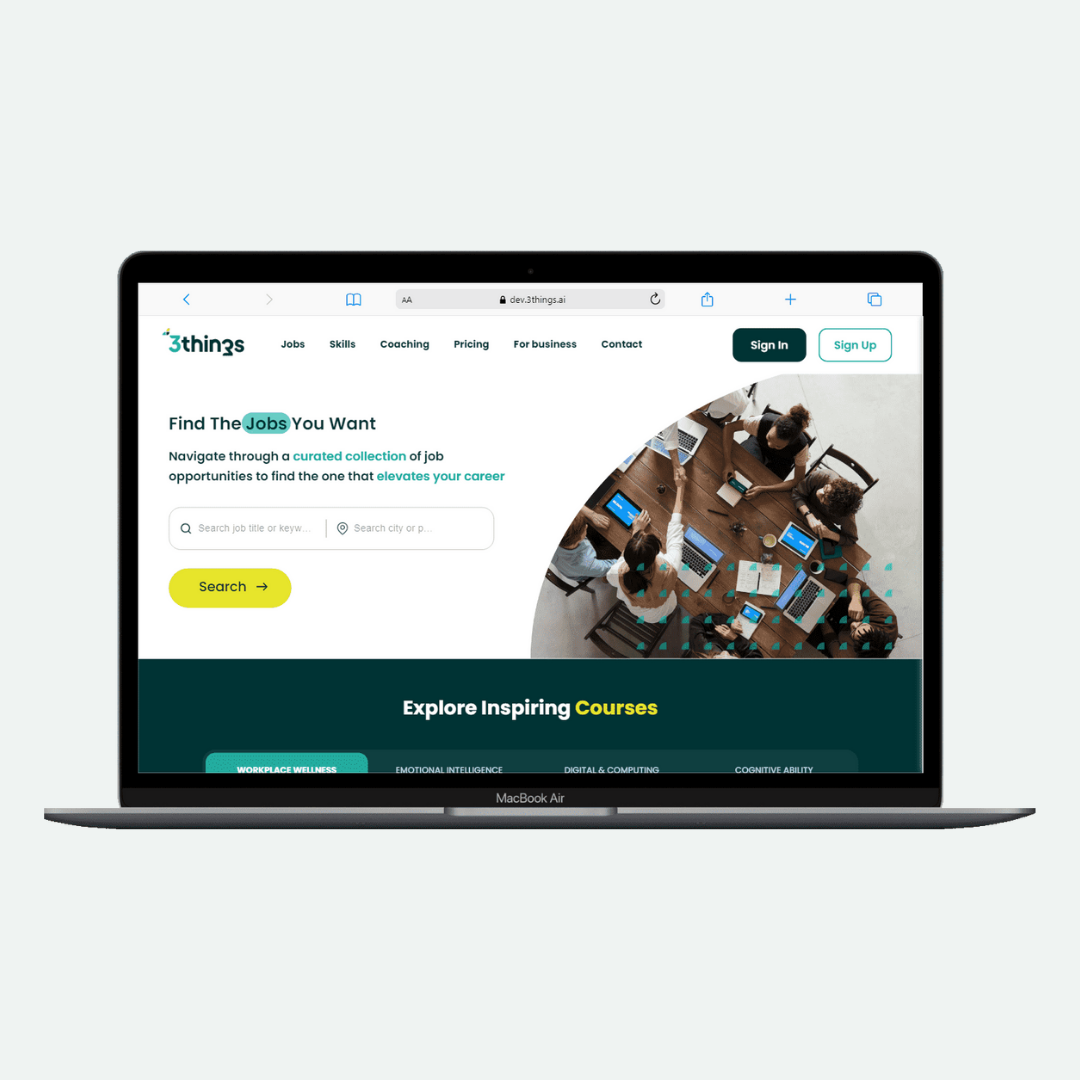 AA dev.3things.ai
3things Jobs Skills Coaching Pricing For business Contact Sign In Sign Up
Find The Jobs You Want
Navigate through a curated collection of job
opportunities to find the one that elevates your career
Search job title or keyw... Search city or p...
Search →
Explore Inspiring Courses
WORKPLACE WELLNESS EMOTIONAL INTELLIGENCE DIGITAL & COMPUTING COGNITIVE ABILITY
MacBook Air